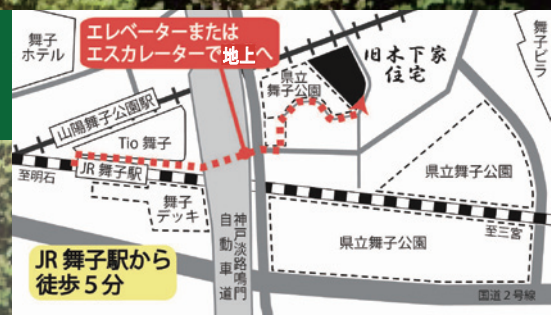 舞子
ホテル
エレベーターまたは
エスカレーターで地上へ
県立
舞子公園
旧木下家
住宅
舞子ビラ
山陽舞子公園駅
Tio 舞子
JR 舞子駅
至明石
舞子
デッキ
県立舞子公園
県立舞子公園
至三宮
神戸淡路鳴門
自動車道
JR 舞子駅から
徒歩 5 分
国道 2 号線